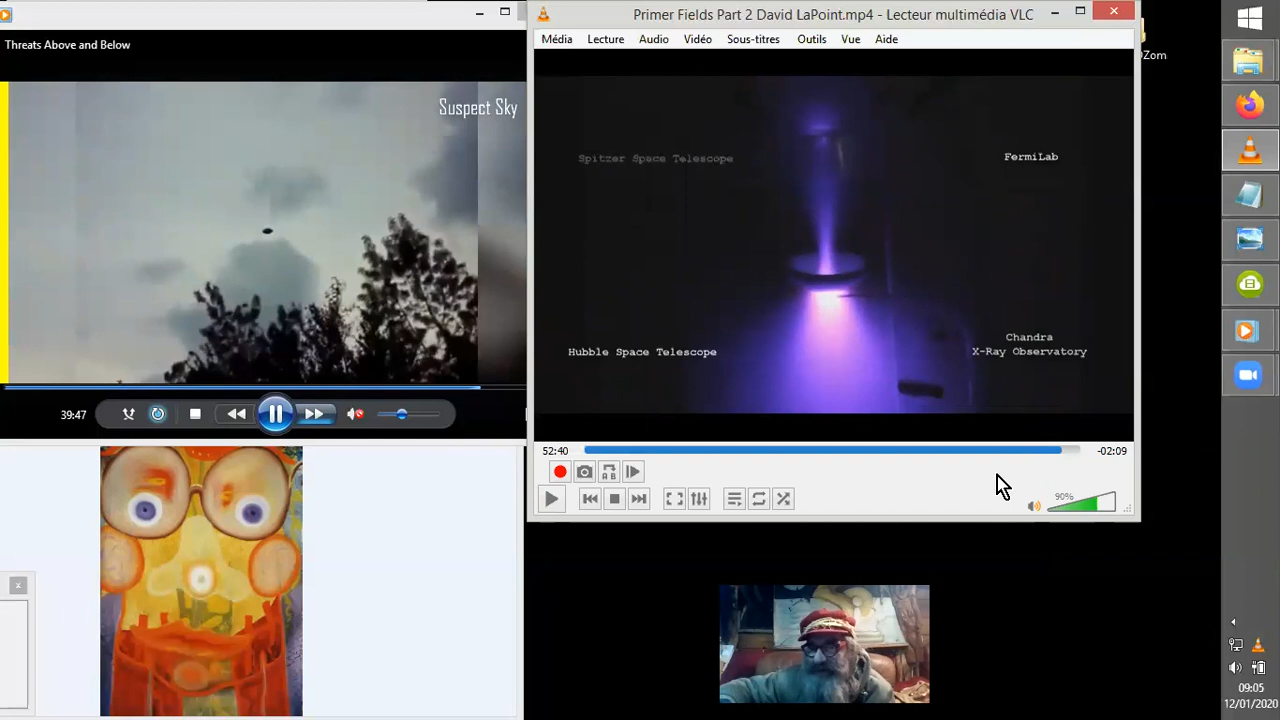 Threats Above and Below
Suspect Sky
39:47
Primer Fields Part 2 David LaPoint.mp4 - Lecteur multimédia VLC
Média Lecture Audio Vidéo Sous-titres Outils Vue Aide
Spitzer Space Telescope
FermiLab
Hubble Space Telescope
Chandra
X-Ray Observatory
52:40
-02:09
A B
90%
Zom
09:05
12/01/2020